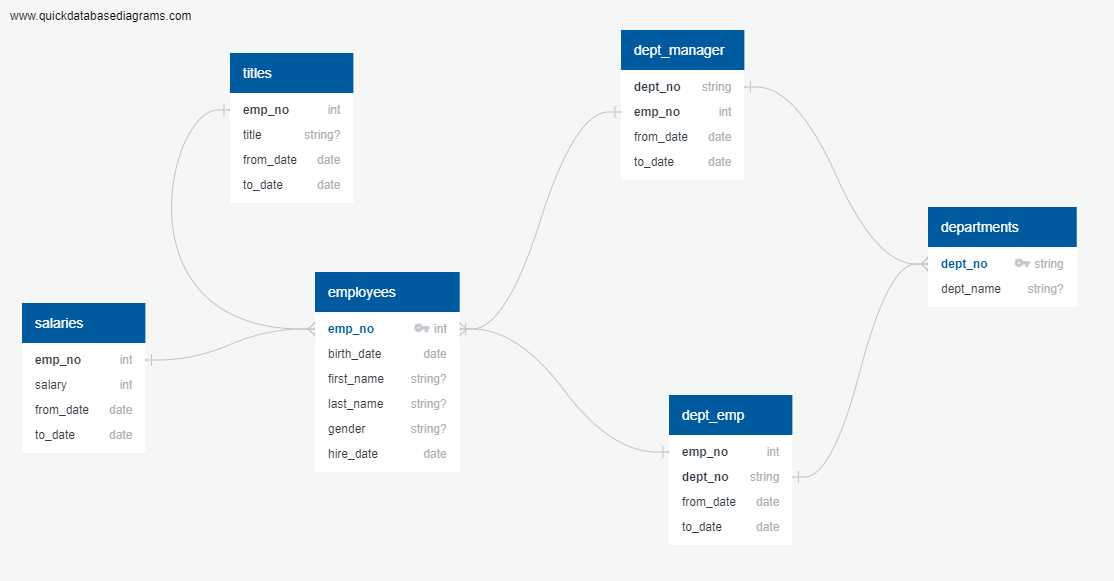 www.quickdatabasediagrams.com
titles
emp_no int
title string?
from_date date
to_date date
salaries
emp_no int
salary int
from_date date
to_date date
employees
emp_no int
birth_date date
first_name string?
last_name string?
gender string?
hire_date date
dept_manager
dept_no string
emp_no int
from_date date
to_date date
dept_emp
emp_no int
dept_no string
from_date date
to_date date
departments
dept_no string
dept_name string?